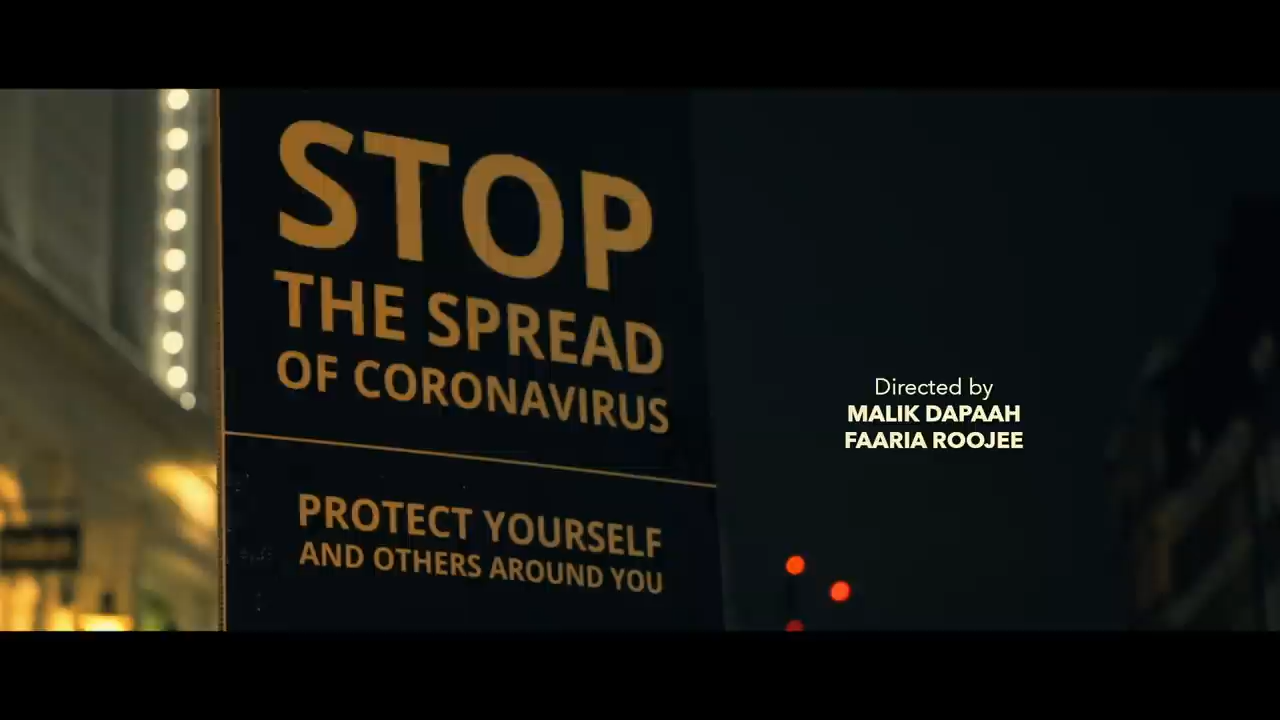 STOP
THE SPREAD
OF CORONAVIRUS
PROTECT YOURSELF
AND OTHERS AROUND YOU
Directed by
MALIK DAPAAH
FAARIA ROOJEE